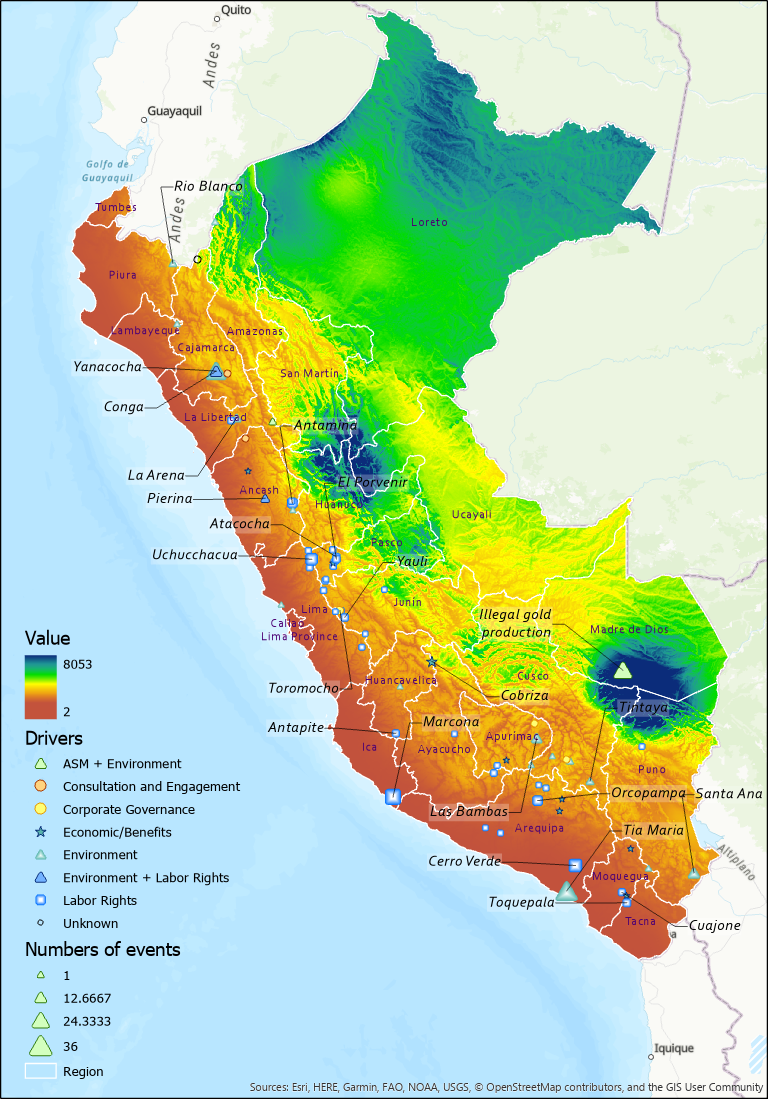 Quito
Andes
Guayaquil
Golfo de
Guayaquil
Rio Blanco
Tumbes
Andes
Loreto
Piura
Lambayeque
Amazonas
Cajamarca
Yanacocha
San Martin
Conga
La Libertad
Antamina
La Arena
El Porvenir
Ancash
Pierina
Huanuco
Ucayali
Atacocha
Pasco
Uchucchacua
Yauli
Junin
Lima
Illegal gold
production
Callao
Lima Province
Madre de Dios
Value
8053
2
Huancavelica
Cusco
Toromocho
Cobriza
Tintaya
Antapite
Marcona
Apurimac
Ica
Ayacucho
Puno
Drivers
ASM + Environment
Consultation and Engagement
Corporate Governance
Economic/Benefits
Environment
Environment + Labor Rights
Labor Rights
Unknown
Orcopampa
Santa Ana
Las Bambas
Arequipa
Tia Maria
Altiplano
Cerro Verde
Moquegua
Toquepala
Tacna
Cuajone
a
Numbers of events
1
12.6667
24.3333
36
Region
Iquique
Sources: Esri, HERE, Garmin, FAO, NOAA, USGS, © OpenStreetMap contributors, and the GIS User Community